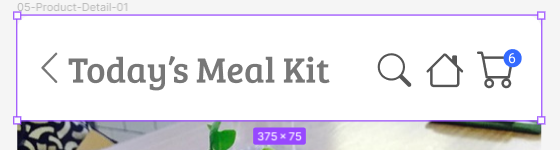 05-Product-Detail-01
Today's Meal Kit
6
375 × 75